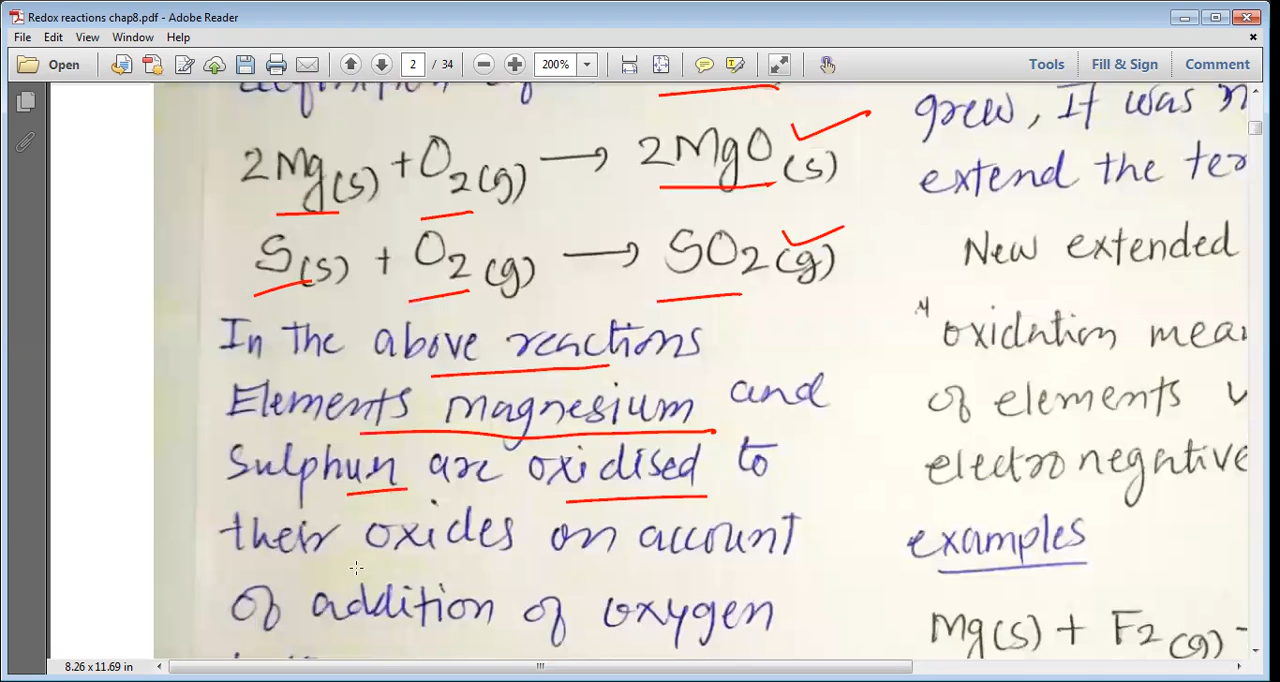 Redox reactions chap8.pdf - Adobe Reader
File Edit View Window Help
Open 2 / 34 200% Tools Fill & Sign Comment
2Mg(s) + O2(g) → 2MgO(s)
S(s) + O2(g) → SO2(g)
In the above reactions
Elements magnesium and
Sulphur are oxidised to
their oxides on account
of addition of oxygen
grew, It was
extend the ter
New extended
"oxidation mea
of elements
electronegative
examples
Mg(s) + F2(g)
8.26 x 11.69 in